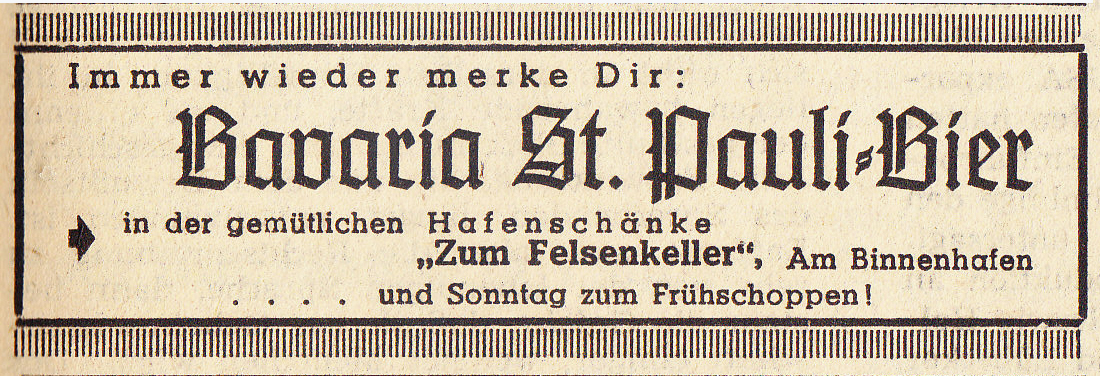 Immer wieder merke Dir:
Bavaria St. Pauli-Bier
in der gemütlichen Hafenschänke
„Zum Felsenkeller“, Am Binnenhafen
. . . . und Sonntag zum Frühschoppen!